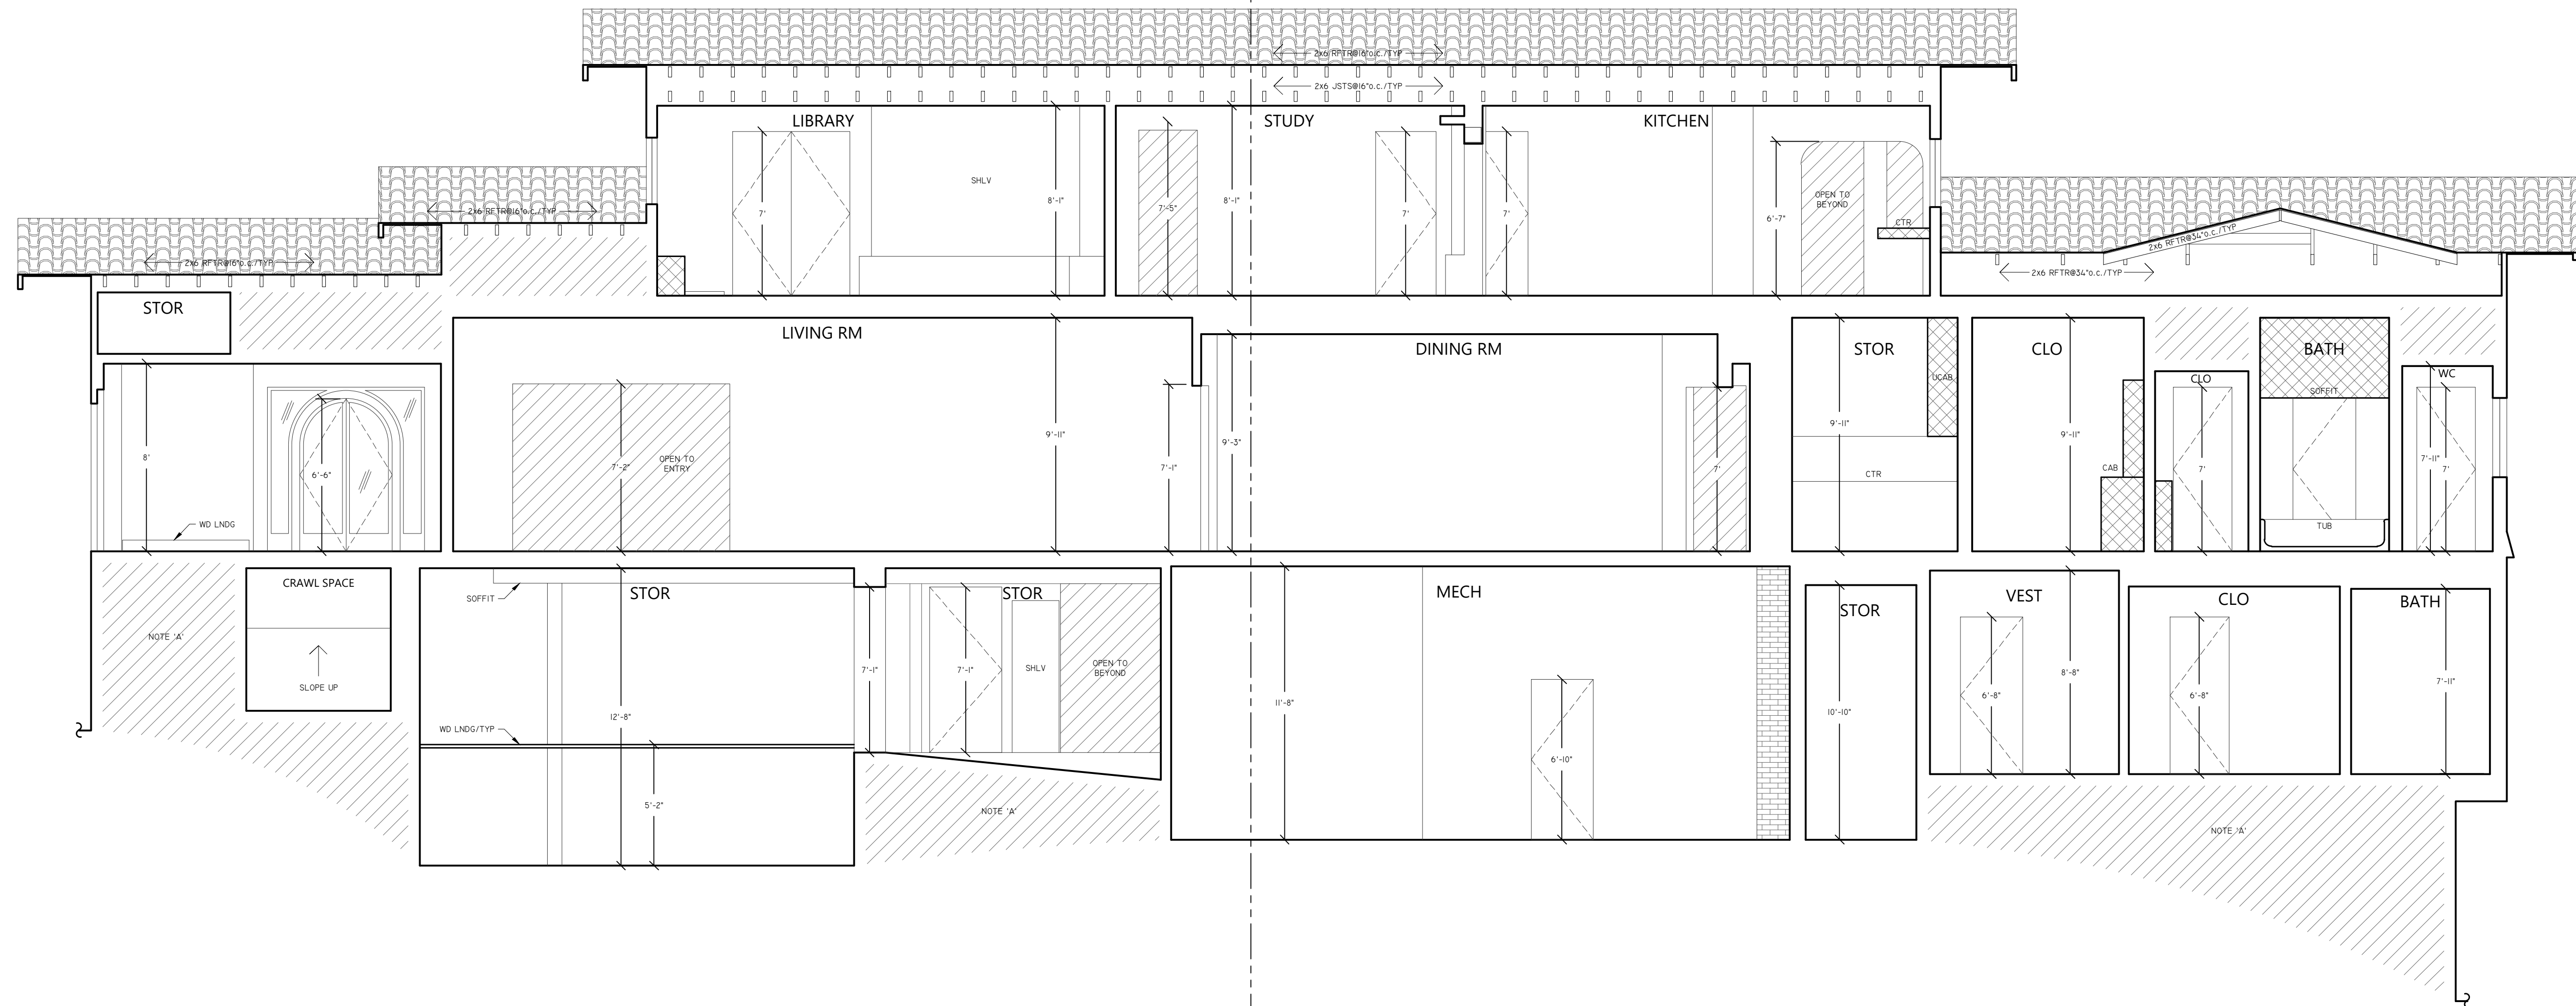 2x6 RFTR@16"o.c./TYP
2x6 JSTS@16"o.c./TYP
LIBRARY
STUDY
KITCHEN
7'
SHLV
8'-1"
7'-5"
8'-1"
7'
7'
6'-7"
OPEN TO
BEYOND
CTR
2x6 RFTR@16"o.c./TYP
2x6 RFTR@16"o.c./TYP
2x6 RFTR@34"o.c./TYP
2x6 RFTR@34"o.c./TYP
STOR
LIVING RM
DINING RM
STOR
CLO
BATH
CLO
WC
UCAB
SOFFIT
8'
6'-6"
WD LNDG
7'-2"
OPEN TO
ENTRY
9'-11"
7'-1"
9'-3"
7'
9'-11"
CTR
9'-11"
CAB
7'
TUB
7'-11"
7'
CRAWL SPACE
SLOPE UP
NOTE 'A'
SOFFIT
STOR
WD LNDG/TYP
12'-8"
5'-2"
7'-1"
7'-1"
STOR
SHLV
OPEN TO
BEYOND
NOTE 'A'
MECH
11'-8"
6'-10"
STOR
10'-10"
VEST
6'-8"
8'-8"
CLO
6'-8"
BATH
7'-11"
NOTE 'A'